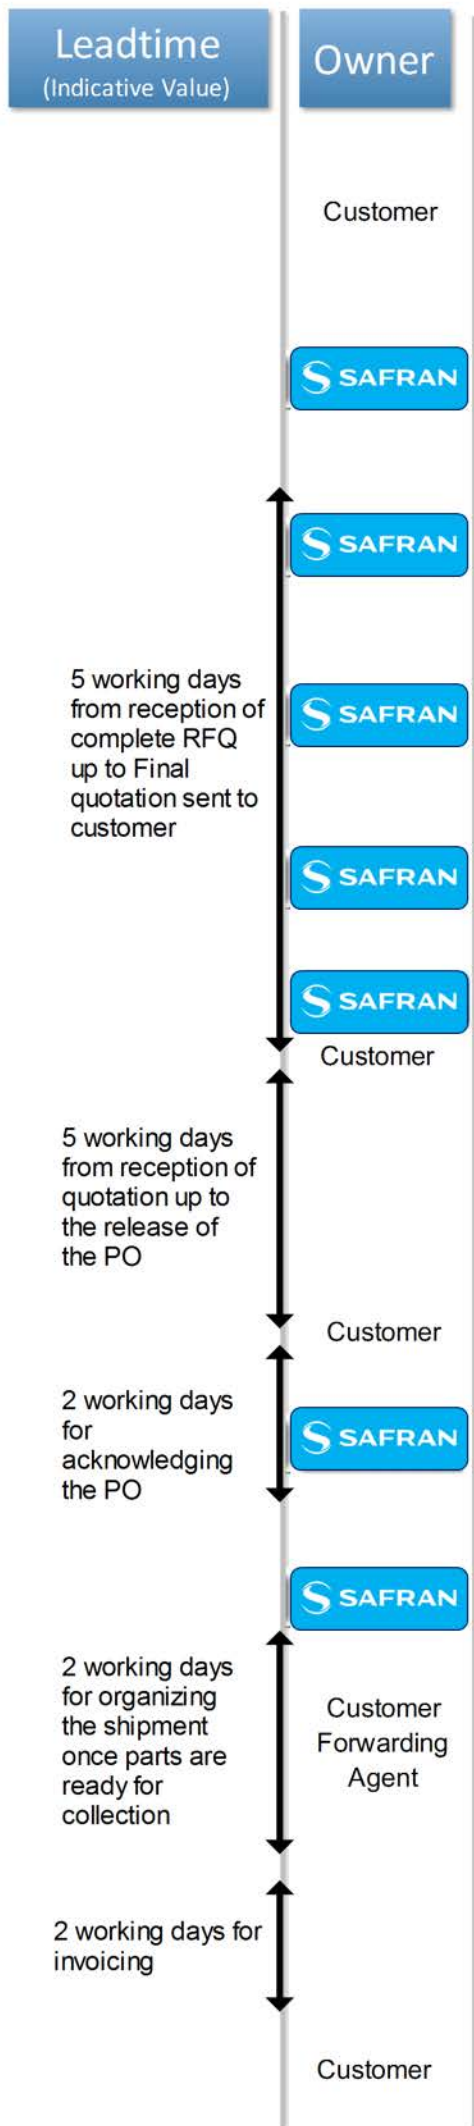 Leadtime
(Indicative Value)
Owner
Customer
SAFRAN
SAFRAN
5 working days
from reception of
complete RFQ
up to Final
quotation sent to
customer
SAFRAN
SAFRAN
SAFRAN
Customer
5 working days
from reception of
quotation up to
the release of
the PO
Customer
2 working days
for
acknowledging
the PO
SAFRAN
SAFRAN
2 working days
for organizing
the shipment
once parts are
ready for
collection
Customer
Forwarding
Agent
2 working days for
invoicing
Customer